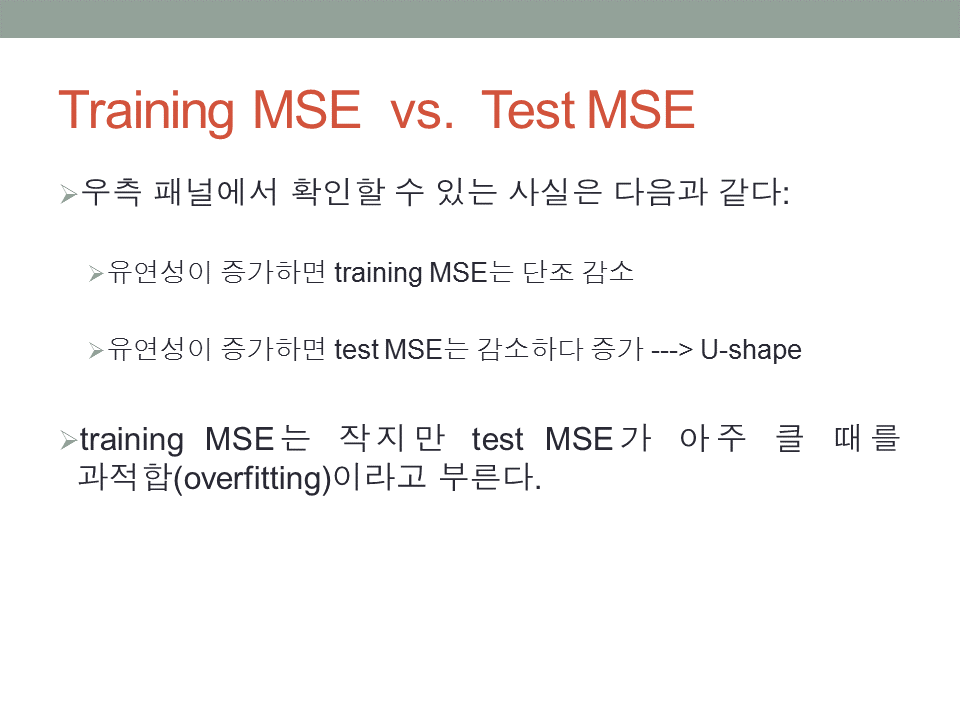 Training MSE vs. Test MSE
➢우측 패널에서 확인할 수 있는 사실은 다음과 같다:
➢유연성이 증가하면 training MSE는 단조 감소
➢유연성이 증가하면 test MSE는 감소하다 증가 ---> U-shape
➢training MSE는 작지만 test MSE가 아주 클 때를
과적합(overfitting)이라고 부른다.